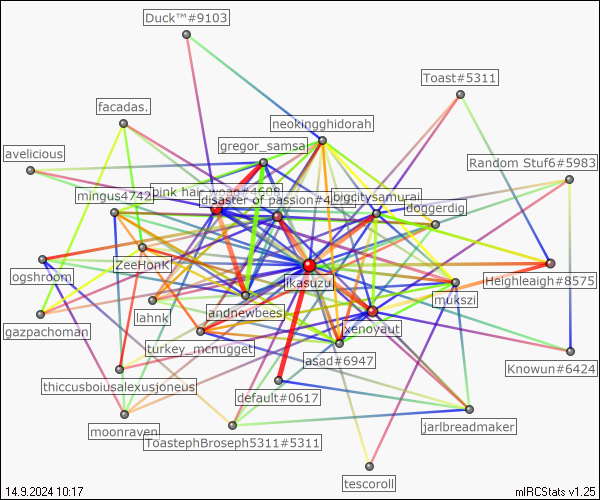 Duck™#9103
Toast#5311
facadas.
neokingghidorah
gregor_samsa
avelicious
Random Stuf6#5983
mingus4742
pink hair woap#4608
disaster of passion#4
bigcitysamurai
doggerdig
ZeeHonK
ogshroom
ikasuzu
Heighleaigh#8575
mukszi
lahnk
andnewbees
gazpachoman
xenoyaut
turkey_mcnugget
asad#6947
Knowun#6424
thiccusboiusalexusjoneus
default#0617
moonraven
ToastephBroseph5311#5311
jarlbreadmaker
tescoroll
14.9.2024 10:17
mIRCStats v1.25